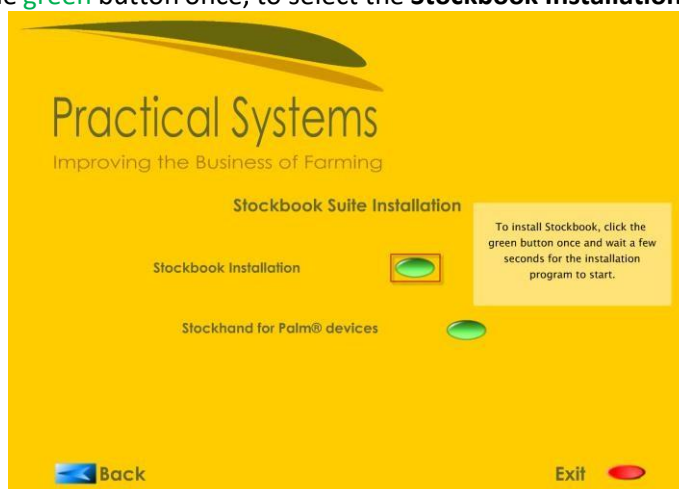 green button once, to select the Stockbook Installation
Practical Systems
Improving the Business of Farming
Stockbook Suite Installation
To install Stockbook, click the
green button once and wait a few
seconds for the installation
program to start.
Stockbook Installation
Stockhand for Palm® devices
Back
Exit